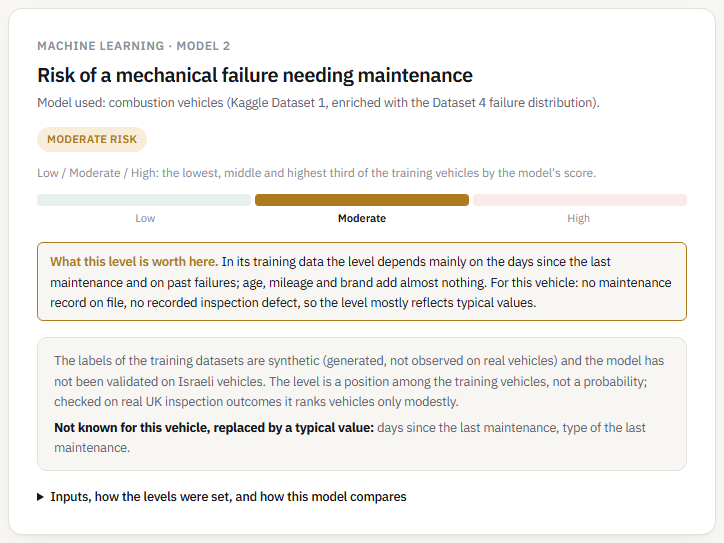 MACHINE LEARNING · MODEL 2
Risk of a mechanical failure needing maintenance
Model used: combustion vehicles (Kaggle Dataset 1, enriched with the Dataset 4 failure distribution).
MODERATE RISK
Low / Moderate / High: the lowest, middle and highest third of the training vehicles by the model's score.
Low Moderate High
What this level is worth here. In its training data the level depends mainly on the days since the last
maintenance and on past failures; age, mileage and brand add almost nothing. For this vehicle: no maintenance
record on file, no recorded inspection defect, so the level mostly reflects typical values.
The labels of the training datasets are synthetic (generated, not observed on real vehicles) and the model has
not been validated on Israeli vehicles. The level is a position among the training vehicles, not a probability;
checked on real UK inspection outcomes it ranks vehicles only modestly.
Not known for this vehicle, replaced by a typical value: days since the last maintenance, type of the last
maintenance.
Inputs, how the levels were set, and how this model compares